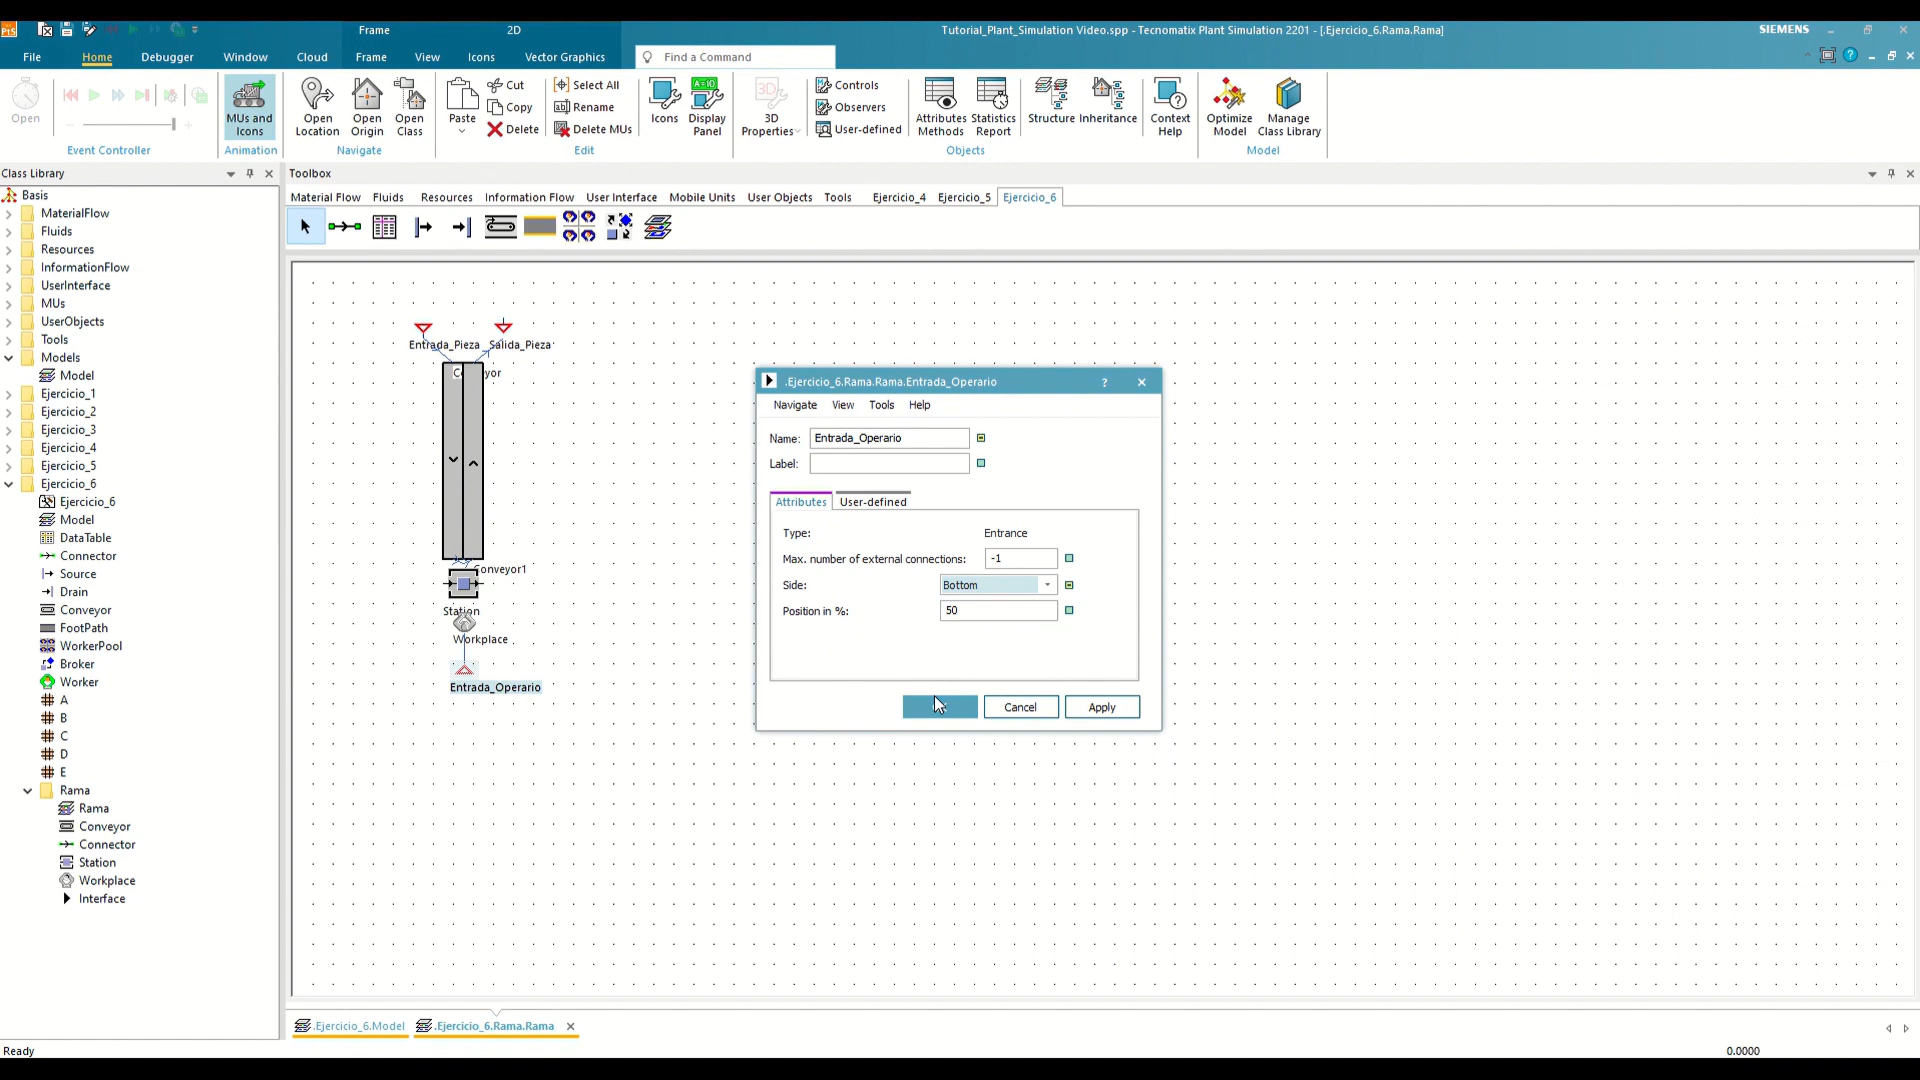 Frame
2D
Tutorial_Plant_Simulation Video.spp - Tecnomatix Plant Simulation 2201 - [.Ejercicio_6.Rama.Rama]
SIEMENS
File
Home
Debugger
Window
Cloud
Frame
View
Icons
Vector Graphics
Find a Command
Open
Event Controller
MUs and
Icons
Animation
Open
Location
Open
Origin
Open
Class
Navigate
Paste
Cut
Copy
Delete
Select All
Rename
Delete MUs
Edit
Icons
Display
Panel
3D
Properties
Controls
Observers
User-defined
Attributes
Methods
Statistics
Report
Structure
Inheritance
Objects
Context
Help
Optimize
Model
Manage
Class Library
Model
Class Library
Basis
MaterialFlow
Fluids
Resources
InformationFlow
UserInterface
MUs
UserObjects
Tools
Models
Model
Ejercicio_1
Ejercicio_2
Ejercicio_3
Ejercicio_4
Ejercicio_5
Ejercicio_6
Ejercicio_6
Model
DataTable
Connector
Source
Drain
Conveyor
FootPath
WorkerPool
Broker
Worker
A
B
C
D
E
Rama
Rama
Conveyor
Connector
Station
Workplace
Interface
Toolbox
Material Flow
Fluids
Resources
Information Flow
User Interface
Mobile Units
User Objects
Tools
Ejercicio_4
Ejercicio_5
Ejercicio_6
Entrada_Pieza
Salida_Pieza
Conveyor1
Station
Workplace
Entrada_Operario
.Ejercicio_6.Rama.Rama.Entrada_Operario
?
Navigate
View
Tools
Help
Name: Entrada_Operario
Label:
Attributes
User-defined
Type: Entrance
Max. number of external connections: -1
Side: Bottom
Position in %: 50
Cancel
Apply
.Ejercicio_6.Model
.Ejercicio_6.Rama.Rama
Ready
0.0000